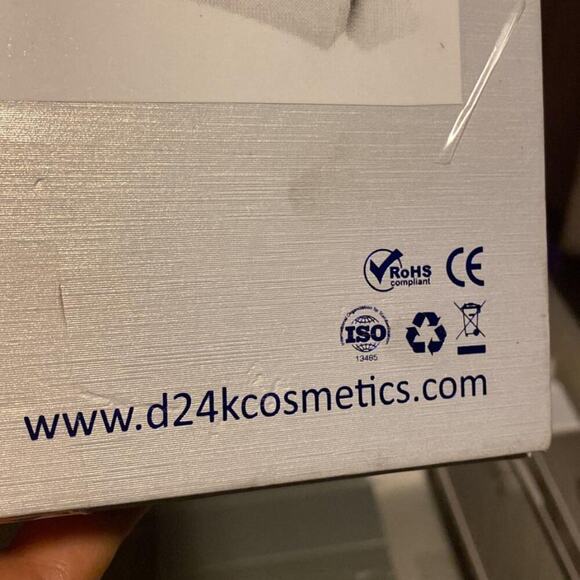 RoHS
compliant
CE
ISO
13485
www.d24kcosmetics.com